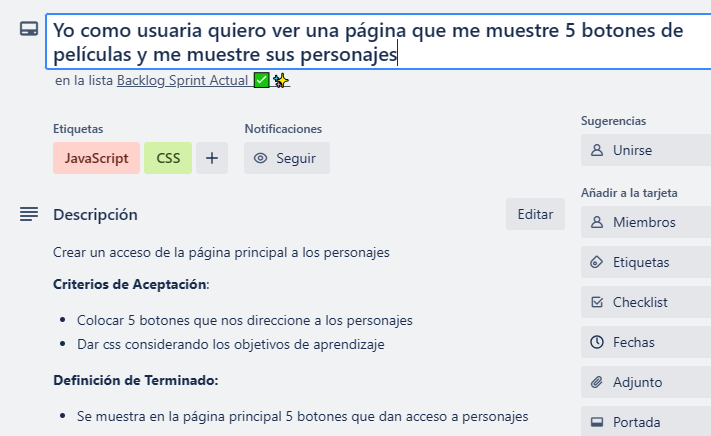 Yo como usuaria quiero ver una página que me muestre 5 botones de
películas y me muestre sus personajes
en la lista Backlog Sprint Actual ✅✨
Etiquetas
JavaScript
CSS
+
Notificaciones
Seguir
Descripción
Editar
Crear un acceso de la página principal a los personajes
Criterios de Aceptación:
• Colocar 5 botones que nos direccione a los personajes
• Dar css considerando los objetivos de aprendizaje
Definición de Terminado:
• Se muestra en la página principal 5 botones que dan acceso a personajes
Sugerencias
Unirse
Añadir a la tarjeta
Miembros
Etiquetas
Checklist
Fechas
Adjunto
Portada